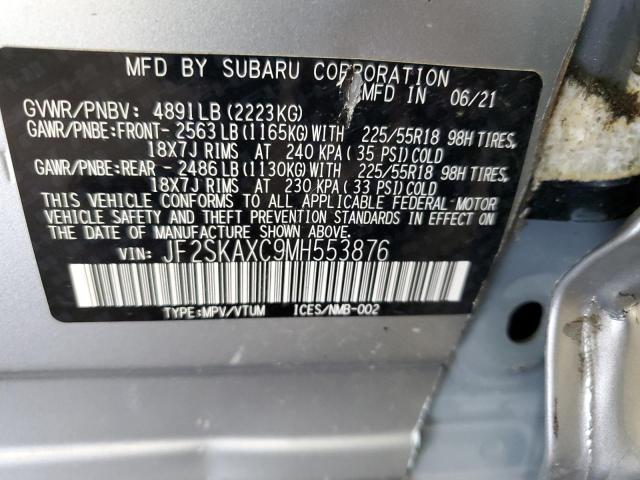 MFD BY SUBARU CORPORATION
MFD IN 06/21
GVWR/PNBV: 4891LB(2223KG)
GAWR/PNBE:FRONT-2563LB(1165KG)WITH 225/55R18 98H TIRES,
18X7J RIMS AT 240 KPA(35 PSI)COLD
GAWR/PNBE:REAR -2486LB(1130KG)WITH 225/55R18 98H TIRES,
18X7J RIMS AT 230 KPA(33 PSI)COLD
THIS VEHICLE CONFORMS TO ALL APPLICABLE FEDERAL-MOTOR
VEHICLE SAFETY AND THEFT PREVENTION STANDARDS IN EFFECT ON
THE DATE OF MANUFACTURE SHOWN ABOVE.
VIN: JF2SKAXC9MH553876
TYPE:MPV/VTUM ICES/NMB-002